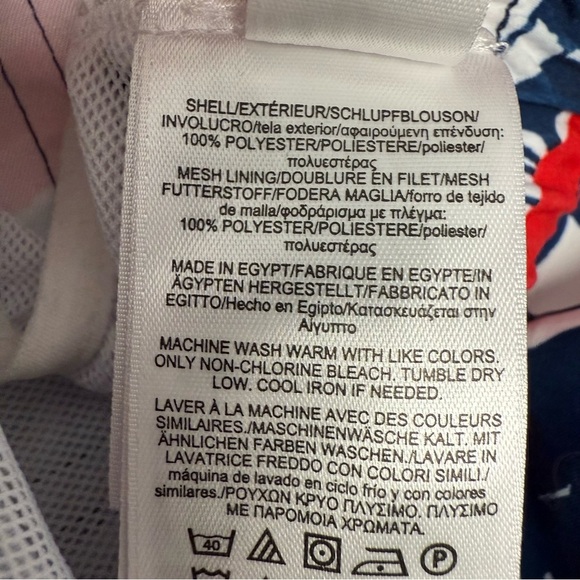 SHELL/EXTÉRIEUR/SCHLUPFBLOUSON/
INVOLUCRO/tela exterior/αφαιρούμενη επένδυση:
100% POLYESTER/POLIESTERE/poliester/
πολυεστέρας
MESH LINING/DOUBLURE EN FILET/MESH
FUTTERSTOFF/FODERA MAGLIA/forro de tejido
de malla/φοδράρισμα με πλέγμα:
100% POLYESTER/POLIESTERE/poliester/
πολυεστέρας
MADE IN EGYPT/FABRIQUE EN EGYPTE/IN
ÄGYPTEN HERGESTELLT/FABBRICATO IN
EGITTO/Hecho en Egipto/Κατασκευάζεται στην
Αίγυπτο
MACHINE WASH WARM WITH LIKE COLORS.
ONLY NON-CHLORINE BLEACH. TUMBLE DRY
LOW. COOL IRON IF NEEDED.
LAVER À LA MACHINE AVEC DES COULEURS
SIMILAIRES./MASCHINENWÄSCHE KALT. MIT
ÄHNLICHEN FARBEN WASCHEN./LAVARE IN
LAVATRICE FREDDO CON COLORI SIMILI./
máquina de lavado en ciclo frío y con colores
similares./ΡΟΥΧΩΝ ΚΡΥΟ ΠΛΥΣΙΜΟ. ΠΛΥΣΙΜΟ
ΜΕ ΠΑΡΟΜΟΙΑ ΧΡΩΜΑΤΑ.
40 P